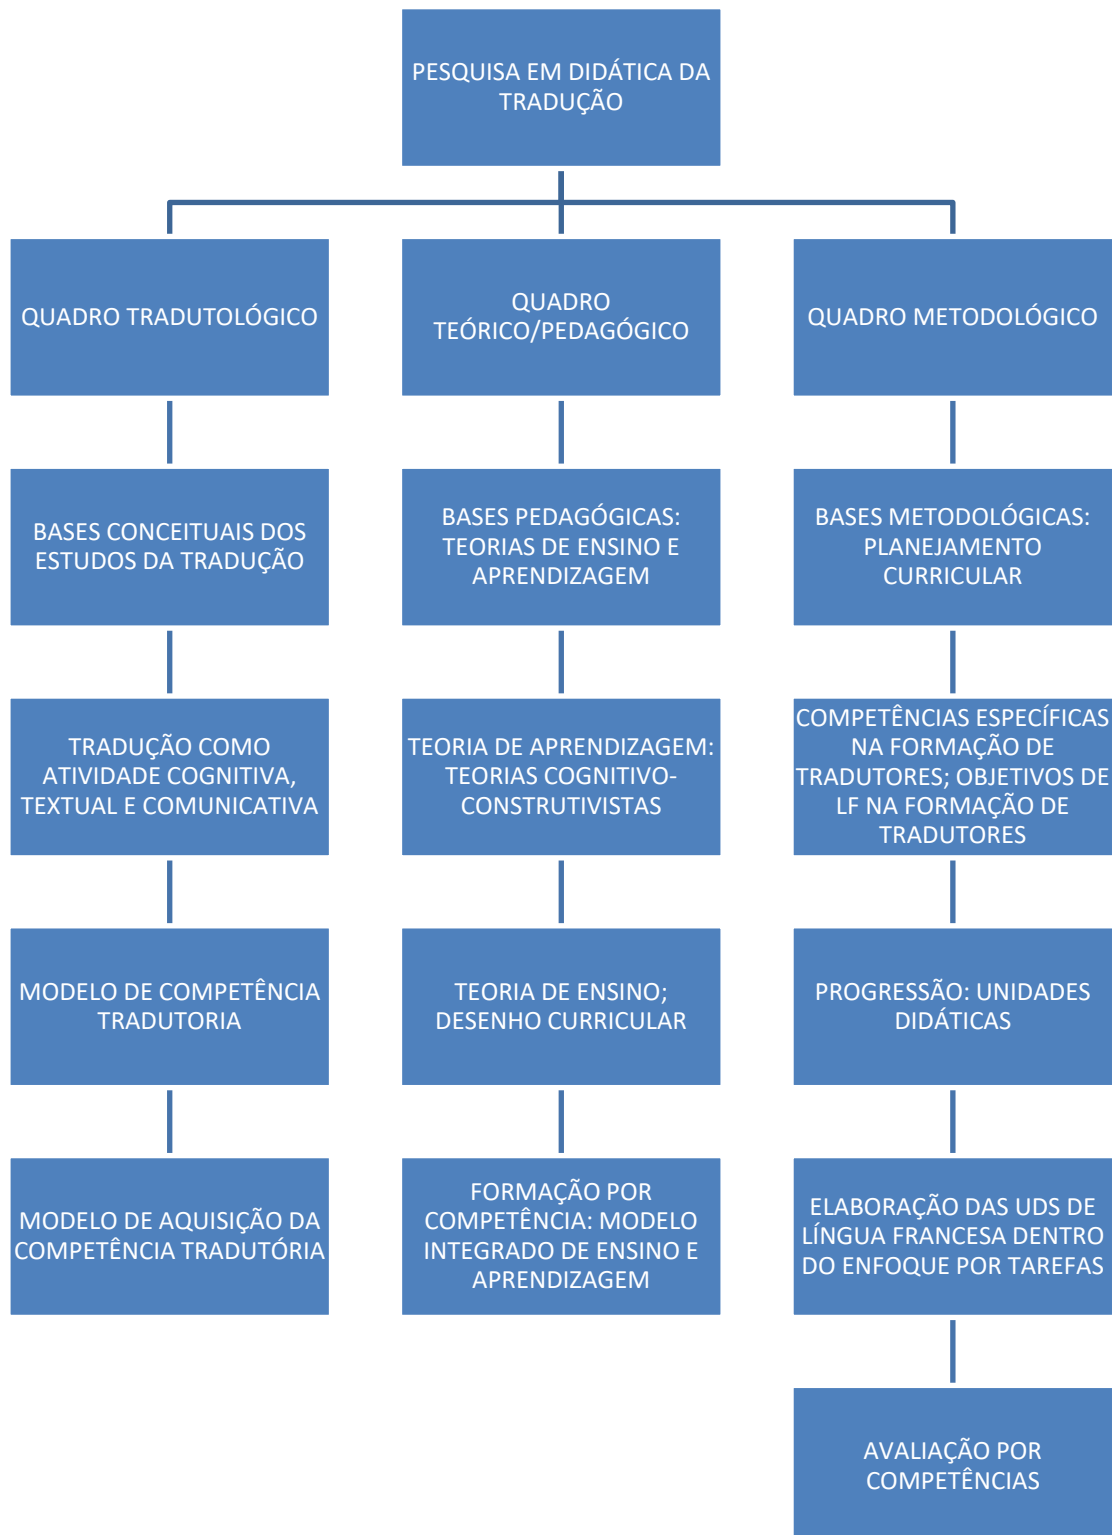 PESQUISA EM DIDÁTICA DA
TRADUÇÃO
QUADRO TRADUTOLÓGICO
QUADRO
TEÓRICO/PEDAGÓGICO
QUADRO METODOLÓGICO
BASES CONCEITUAIS DOS
ESTUDOS DA TRADUÇÃO
BASES PEDAGÓGICAS:
TEORIAS DE ENSINO E
APRENDIZAGEM
BASES METODOLÓGICAS:
PLANEJAMENTO
CURRICULAR
TRADUÇÃO COMO
ATIVIDADE COGNITIVA,
TEXTUAL E COMUNICATIVA
TEORIA DE APRENDIZAGEM:
TEORIAS COGNITIVO-
CONSTRUTIVISTAS
COMPETÊNCIAS ESPECÍFICAS
NA FORMAÇÃO DE
TRADUTORES; OBJETIVOS DE
LF NA FORMAÇÃO DE
TRADUTORES
MODELO DE COMPETÊNCIA
TRADUTORIA
TEORIA DE ENSINO;
DESENHO CURRICULAR
PROGRESSÃO: UNIDADES
DIDÁTICAS
MODELO DE AQUISIÇÃO DA
COMPETÊNCIA TRADUTÓRIA
FORMAÇÃO POR
COMPETÊNCIA: MODELO
INTEGRADO DE ENSINO E
APRENDIZAGEM
ELABORAÇÃO DAS UDS DE
LÍNGUA FRANCESA DENTRO
DO ENFOQUE POR TAREFAS
AVALIAÇÃO POR
COMPETÊNCIAS